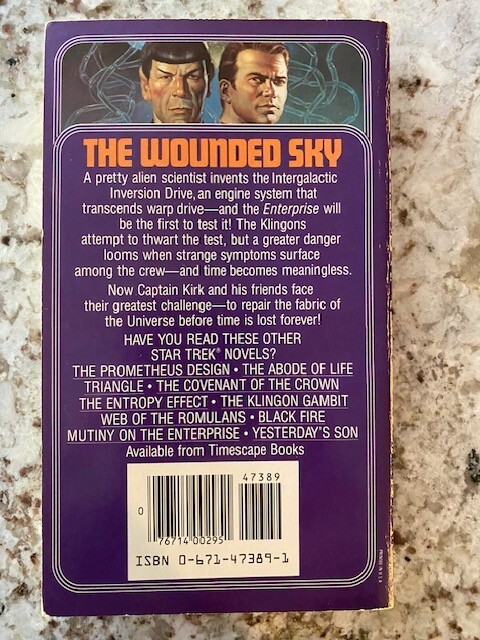 THE WOUNDED SKY
A pretty alien scientist invents the Intergalactic
Inversion Drive, an engine system that
transcends warp drive—and the Enterprise will
be the first to test it! The Klingons
attempt to thwart the test, but a greater danger
looms when strange symptoms surface
among the crew—and time becomes meaningless.
Now Captain Kirk and his friends face
their greatest challenge—to repair the fabric of
the Universe before time is lost forever!
HAVE YOU READ THESE OTHER
STAR TREK® NOVELS?
THE PROMETHEUS DESIGN • THE ABODE OF LIFE
TRIANGLE • THE COVENANT OF THE CROWN
THE ENTROPY EFFECT • THE KLINGON GAMBIT
WEB OF THE ROMULANS • BLACK FIRE
MUTINY ON THE ENTERPRISE • YESTERDAY'S SON
Available from Timescape Books
47389
0
76714 00295
ISBN 0-671-47389-1
PRINTED IN U.S.A.